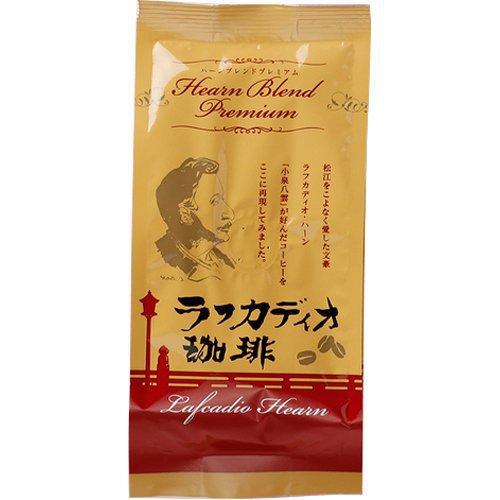 ハーンブレンドプレミアム
Hearn Blend
Premium
松江をこよなく愛した文豪
ラフカディオ・ハーン
「小泉八雲」が好んだコーヒーを
ここに再現してみました。
ラフカディオ
珈琲
Lafcadio Hearn